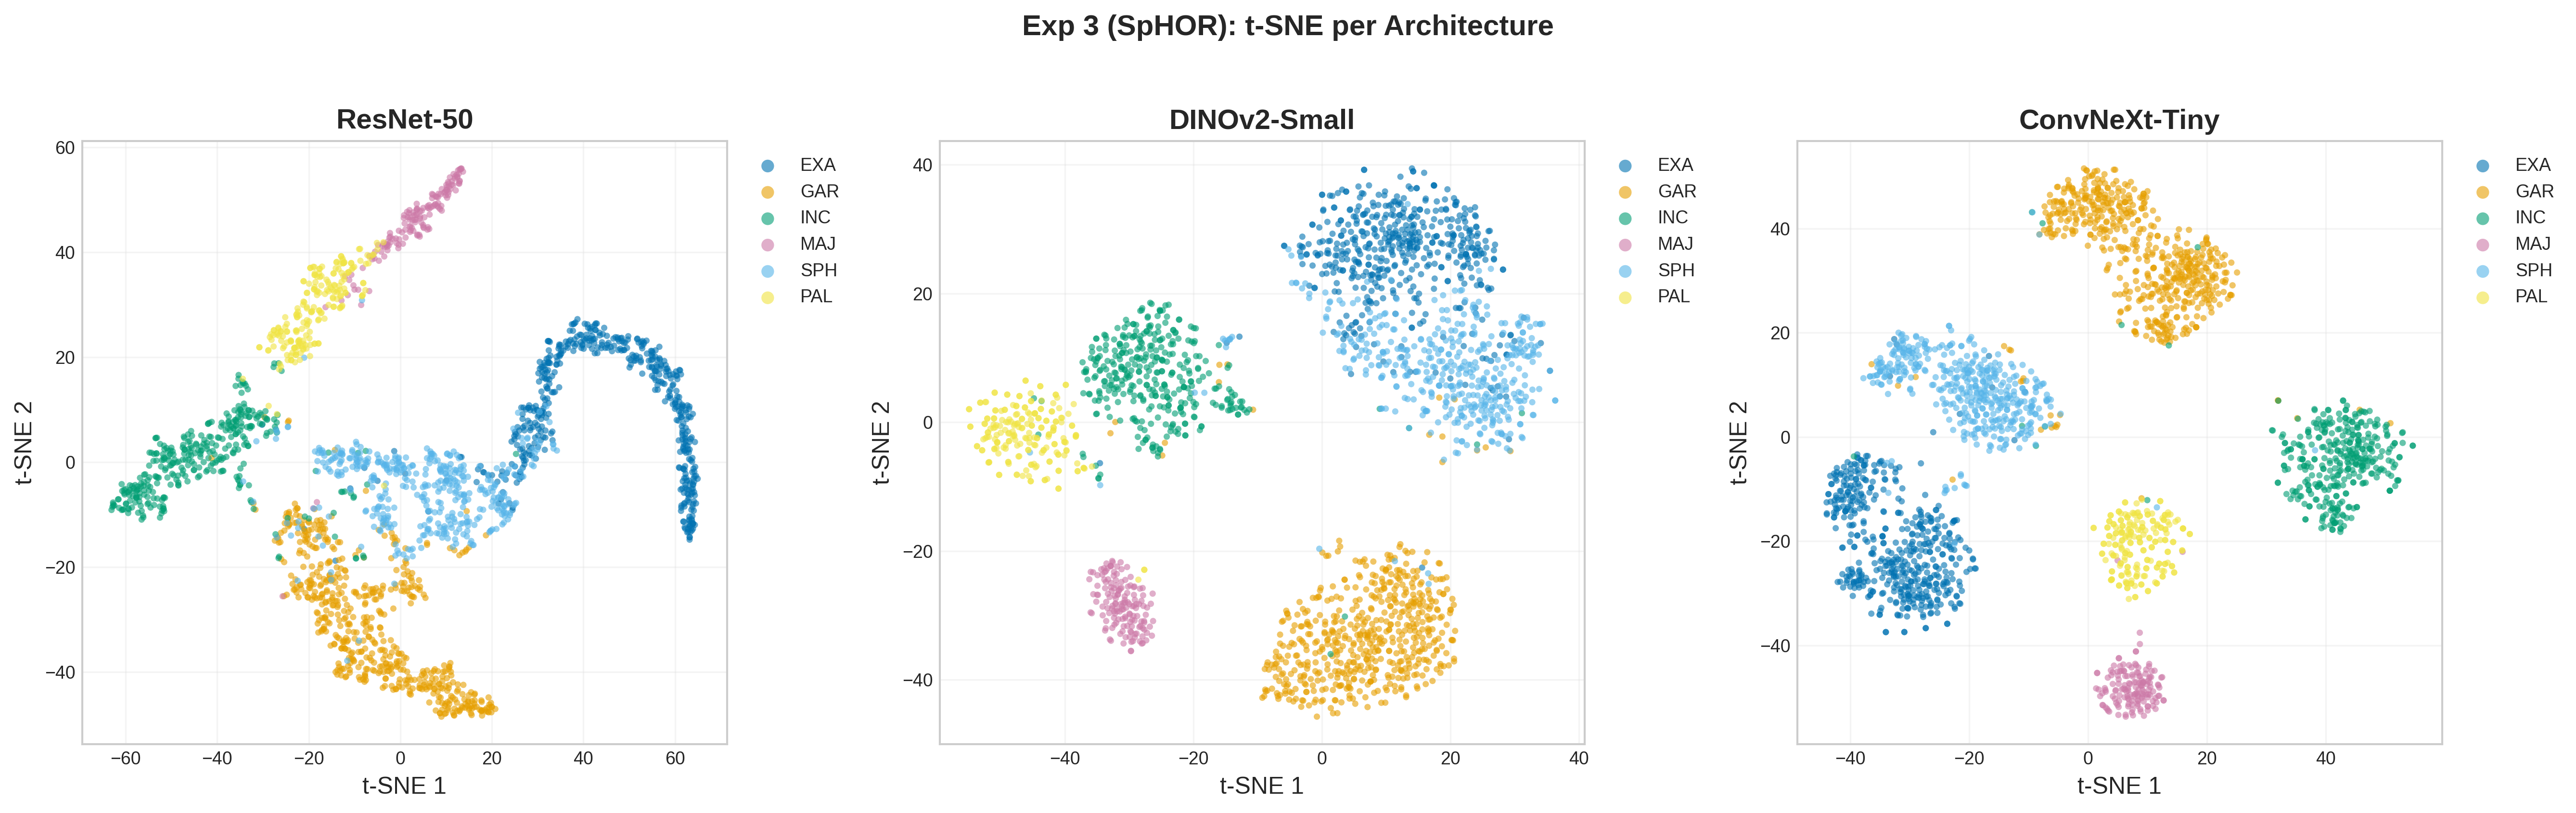 Exp 3 (SpHOR): t-SNE per Architecture
ResNet-50
60
40
20
0
−20
−40
−60
−40
−20
0
20
40
60
t-SNE 2
t-SNE 1
EXA
GAR
INC
MAJ
SPH
PAL
DINOv2-Small
40
20
0
−20
−40
−40
−20
0
20
40
t-SNE 2
t-SNE 1
EXA
GAR
INC
MAJ
SPH
PAL
ConvNeXt-Tiny
40
20
0
−20
−40
−40
−20
0
20
40
t-SNE 2
t-SNE 1
EXA
GAR
INC
MAJ
SPH
PAL